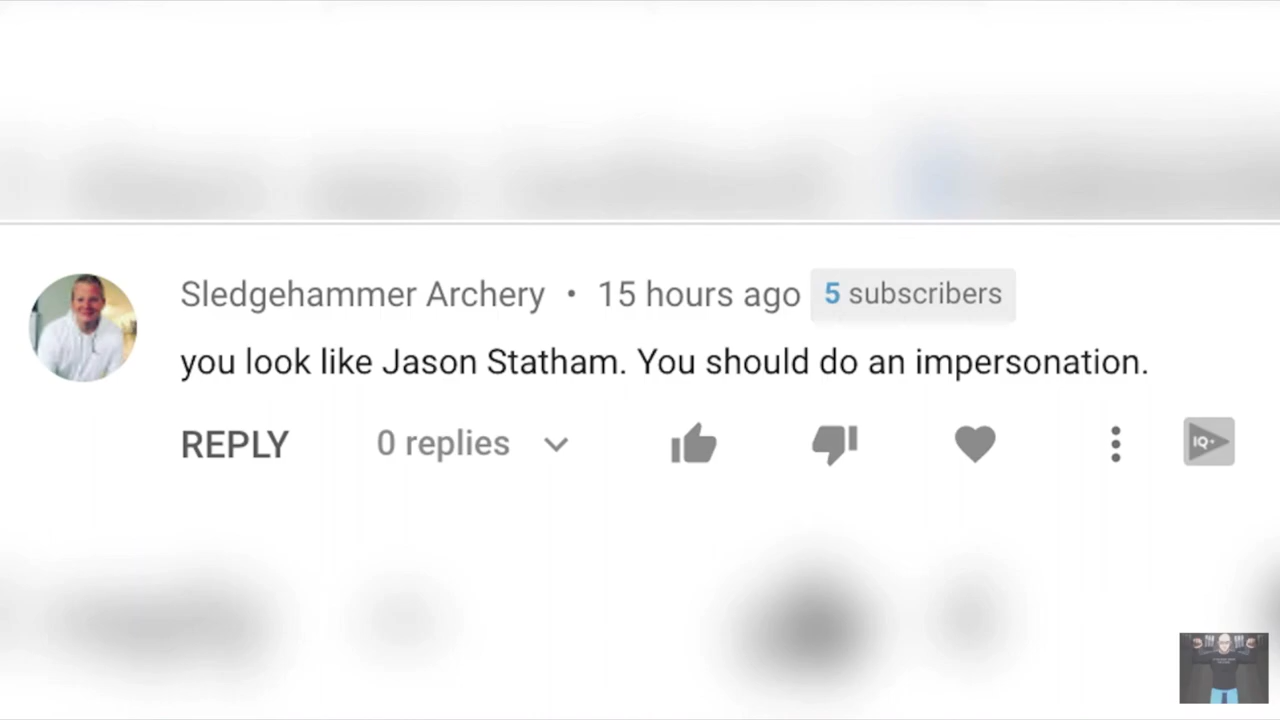 Sledgehammer Archery • 15 hours ago 5 subscribers
you look like Jason Statham. You should do an impersonation.
REPLY 0 replies
IQ+